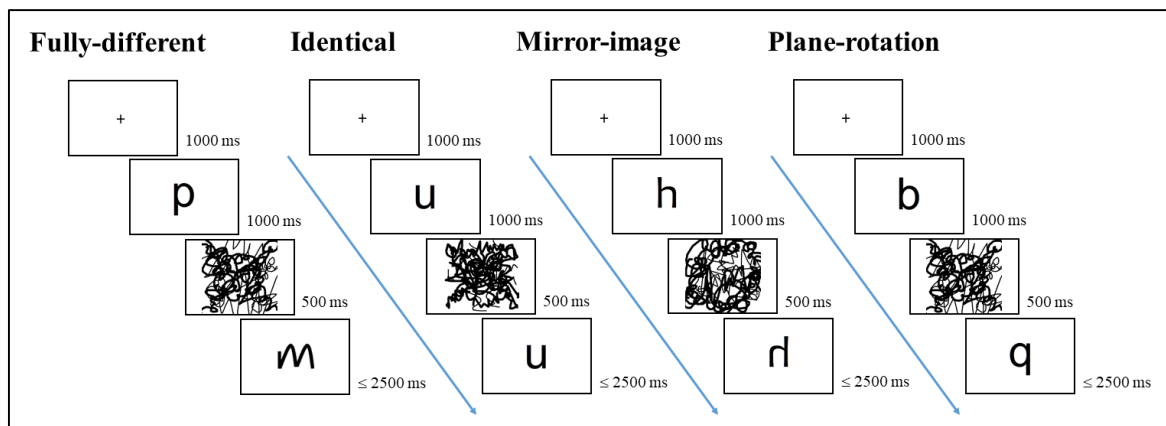 Fully-different Identical Mirror-image Plane-rotation
+ + + +
1000 ms 1000 ms 1000 ms 1000 ms
p u h b
1000 ms 1000 ms 1000 ms 1000 ms
500 ms 500 ms 500 ms 500 ms
m u q
≤ 2500 ms ≤ 2500 ms ≤ 2500 ms ≤ 2500 ms